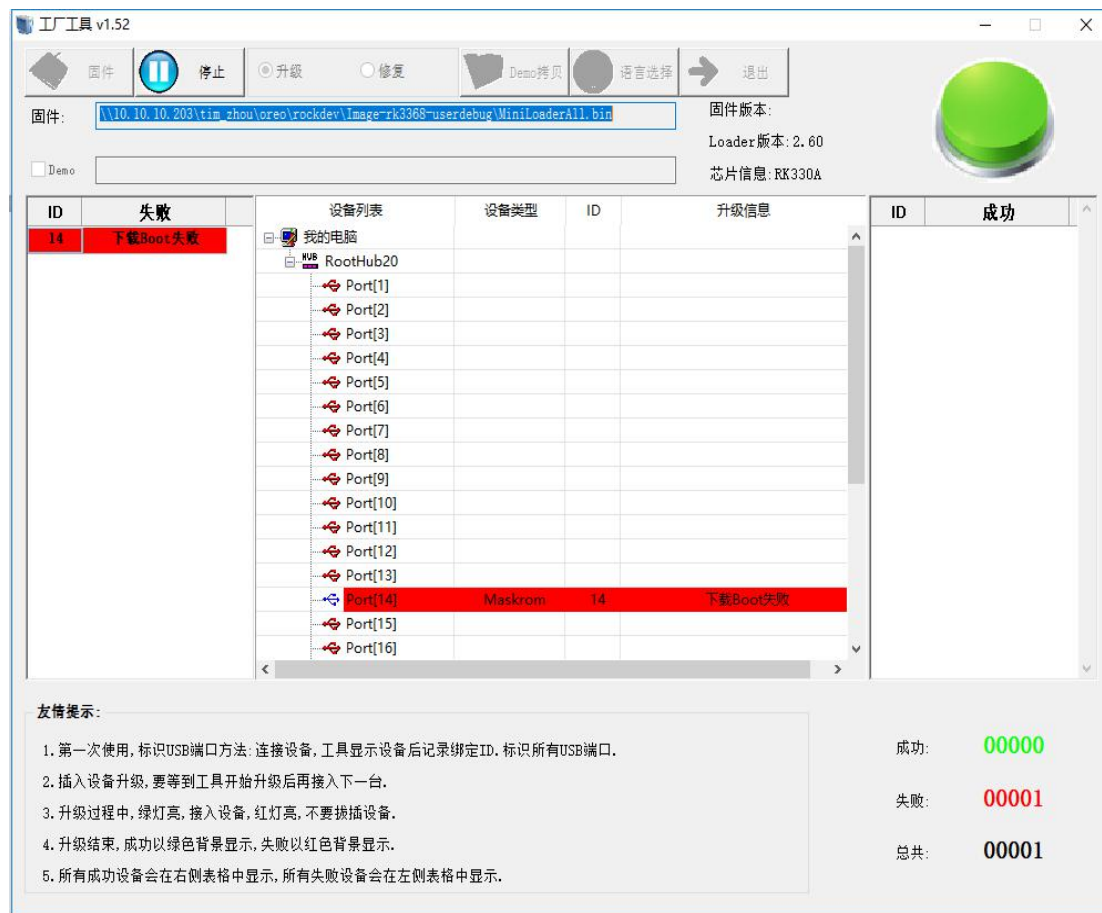 工厂工具 v1.52
固件 停止 升级 修复 Demo拷贝 语言选择 退出
固件: \\10.10.10.203\tim_zhou\oreo\rockdev\Image-rk3368-userdebug\MiniLoaderAll.bin 固件版本:
Loader版本:2.60
Demo 芯片信息:RK330A
ID 失败 设备列表 设备类型 ID 升级信息 ID 成功
14 下载Boot失败 我的电脑
HUB RootHub20
Port[1]
Port[2]
Port[3]
Port[4]
Port[5]
Port[6]
Port[7]
Port[8]
Port[9]
Port[10]
Port[11]
Port[12]
Port[13]
Port[14] Maskrom 14 下载Boot失败
Port[15]
Port[16]
友情提示:
1.第一次使用,标识USB端口方法:连接设备,工具显示设备后记录绑定ID.标识所有USB端口.
2.插入设备升级,要等到工具开始升级后再接入下一台.
3.升级过程中,绿灯亮,接入设备,红灯亮,不要拔插设备.
4.升级结束,成功以绿色背景显示,失败以红色背景显示.
5.所有成功设备会在右侧表格中显示,所有失败设备会在左侧表格中显示.
成功: 00000
失败: 00001
总共: 00001